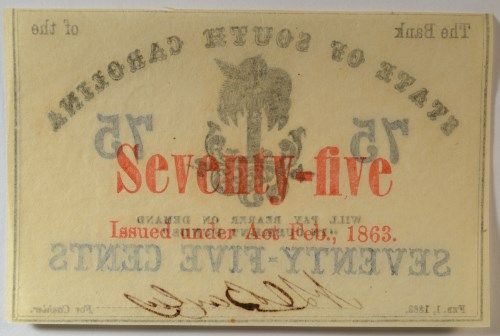 The Bank of the
STATE OF SOUTH CAROLINA
75 75
Seventy-five
WILL PAY BEARER ON DEMAND
Issued under Act Feb., 1863.
SEVENTY-FIVE CENTS
Feb. 1, 1863. For Cashier.